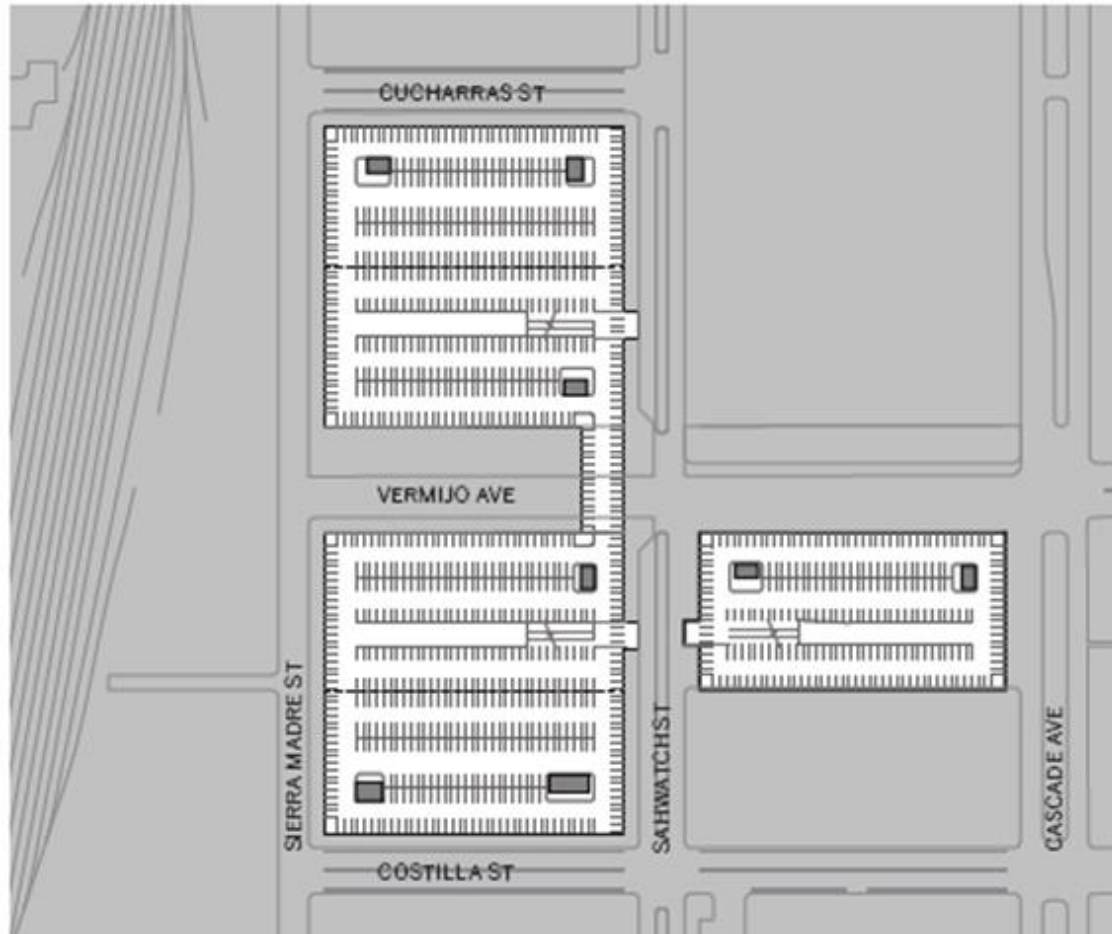 CUCHARRAS ST
VERMIJO AVE
SIERRA MADRE ST
SAHWATCH ST
CASCADE AVE
COSTILLA ST